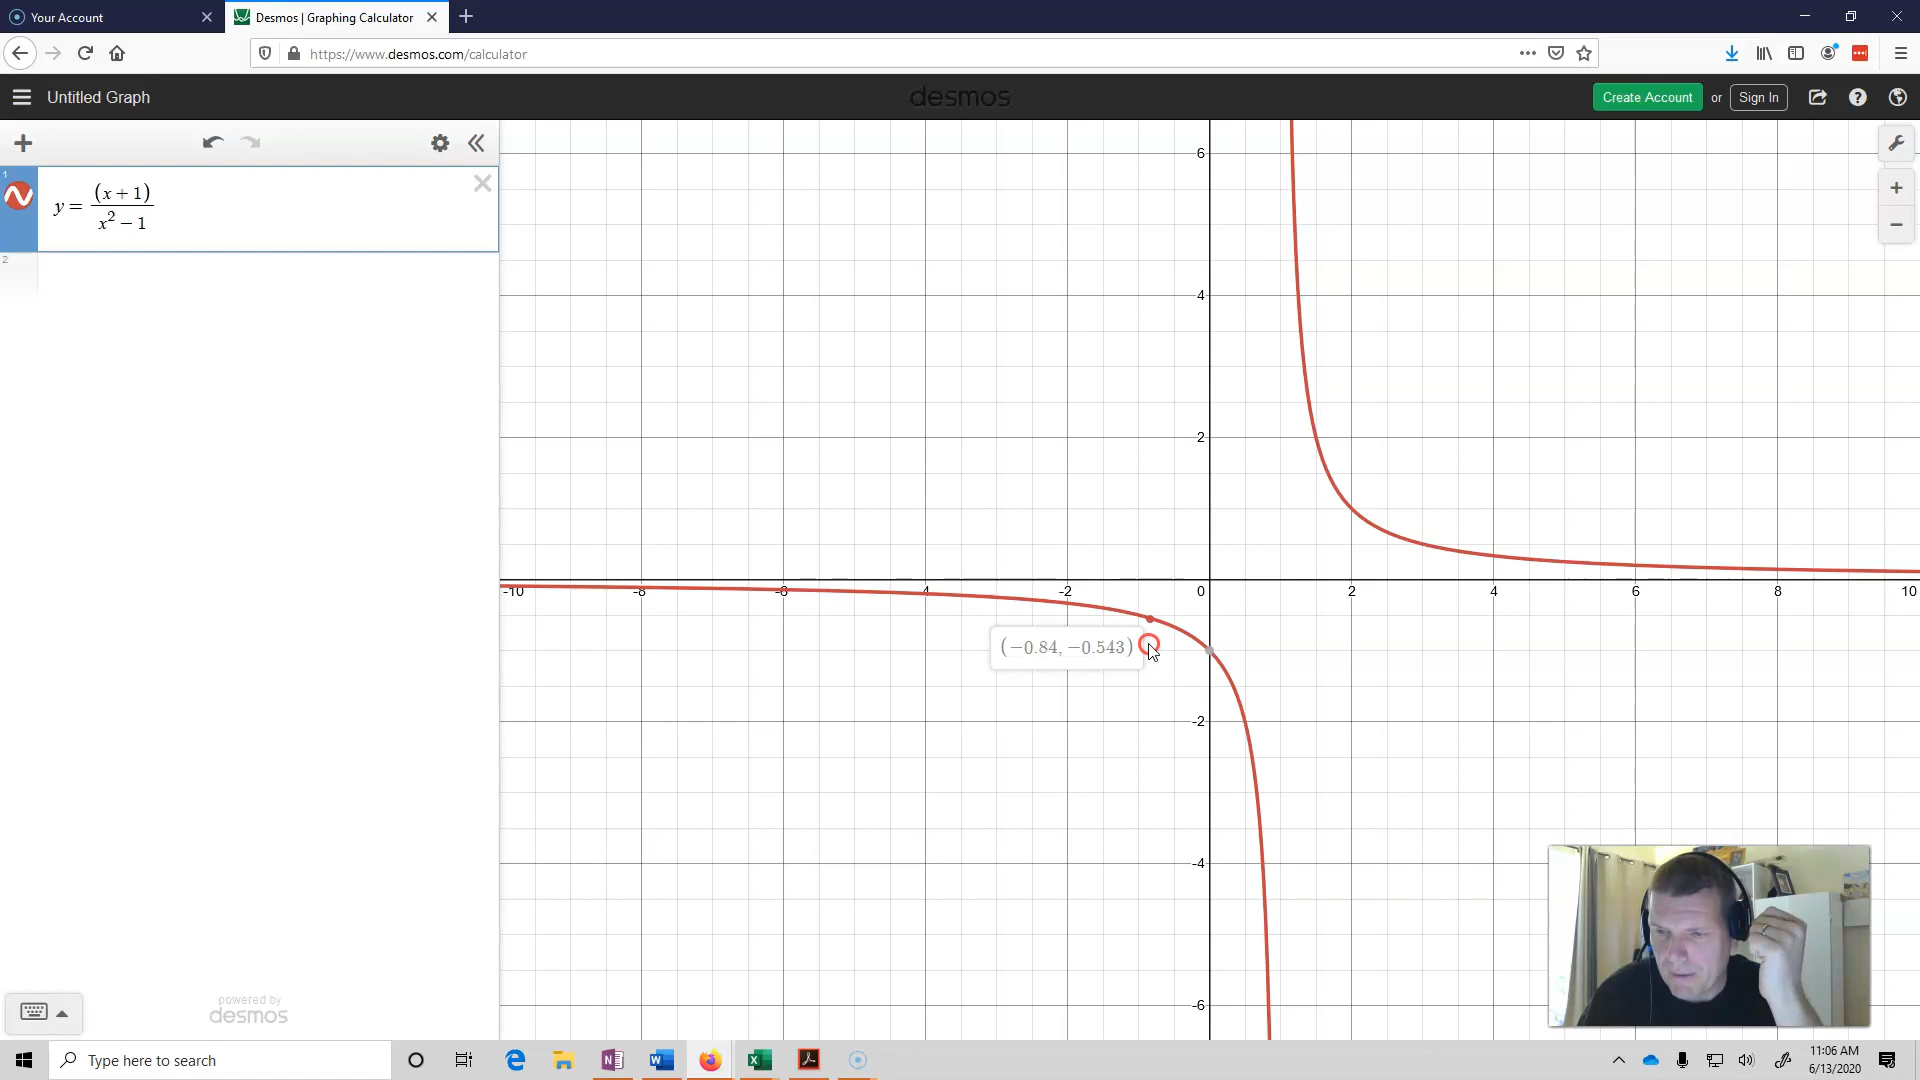 Your Account
Desmos | Graphing Calculator
https://www.desmos.com/calculator
Untitled Graph
desmos
Create Account or Sign In
1
y = (x + 1) / x² − 1
2
6
4
2
-10 -8 -6 -4 -2 0 2 4 6 8 10
(−0.84, −0.543)
-2
-4
-6
powered by
desmos
Type here to search
11:06 AM
6/13/2020